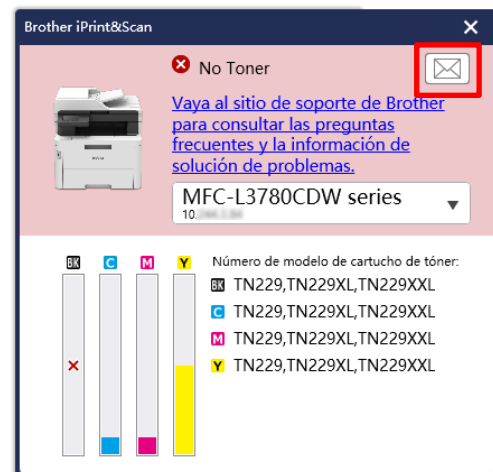 Brother iPrint&Scan
No Toner
Vaya al sitio de soporte de Brother
para consultar las preguntas
frecuentes y la información de
solución de problemas.
MFC-L3780CDW series
10.
BK C M Y Número de modelo de cartucho de tóner:
BK TN229,TN229XL,TN229XXL
C TN229,TN229XL,TN229XXL
M TN229,TN229XL,TN229XXL
Y TN229,TN229XL,TN229XXL